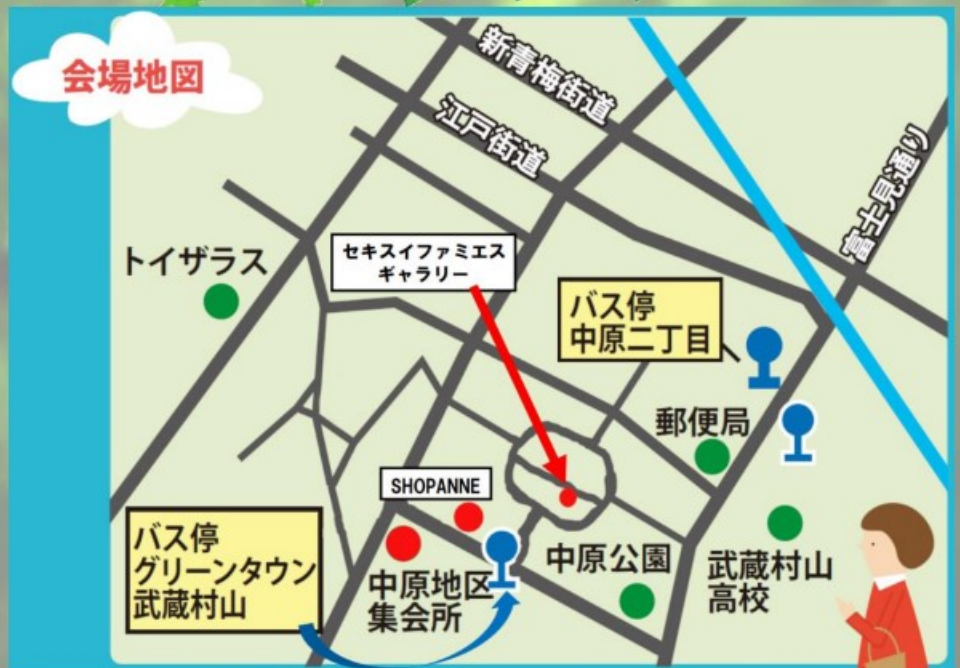 会場地図
新青梅街道
江戸街道
富士見通り
トイザラス
セキスイファミエス
ギャラリー
バス停
中原二丁目
郵便局
SHOPANNE
バス停
グリーンタウン
武蔵村山
中原地区
集会所
中原公園
武蔵村山
高校